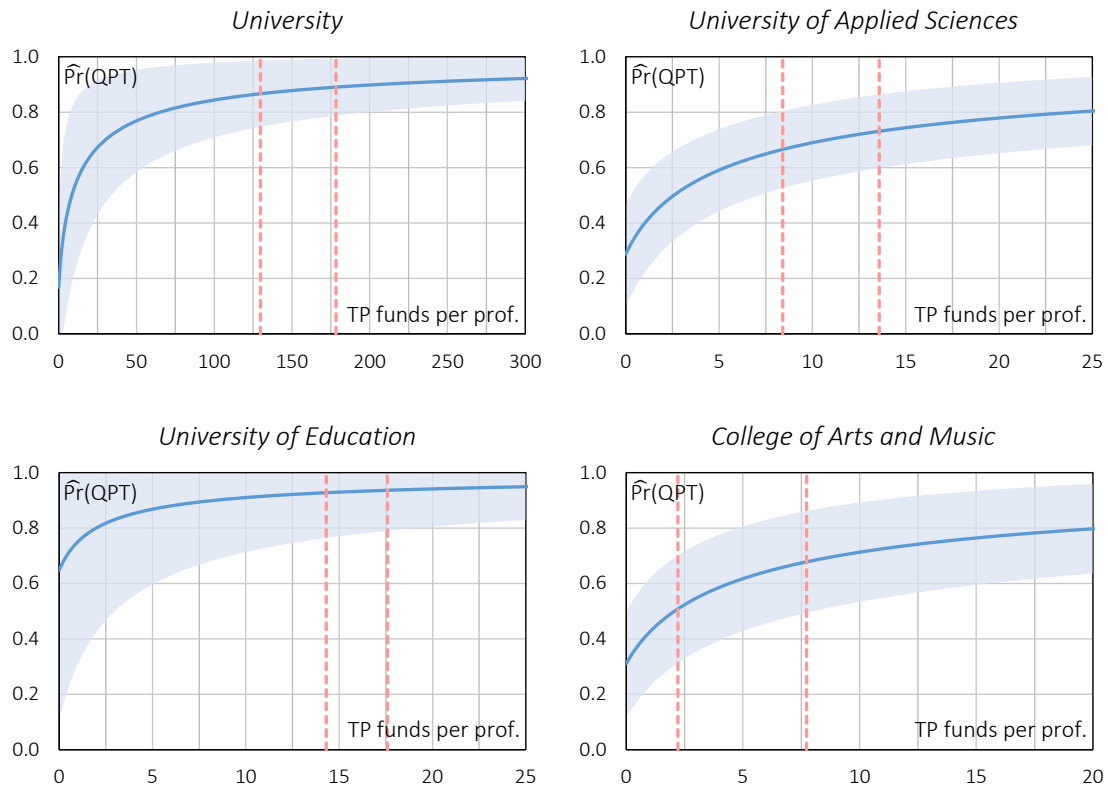 University
1.0
P̂r(QPT)
0.8
0.6
0.4
0.2
TP funds per prof.
0.0
0 50 100 150 200 250 300
University of Applied Sciences
1.0
P̂r(QPT)
0.8
0.6
0.4
0.2
TP funds per prof.
0.0
0 5 10 15 20 25
University of Education
1.0
P̂r(QPT)
0.8
0.6
0.4
0.2
TP funds per prof.
0.0
0 5 10 15 20 25
College of Arts and Music
1.0
P̂r(QPT)
0.8
0.6
0.4
0.2
TP funds per prof.
0.0
0 5 10 15 20